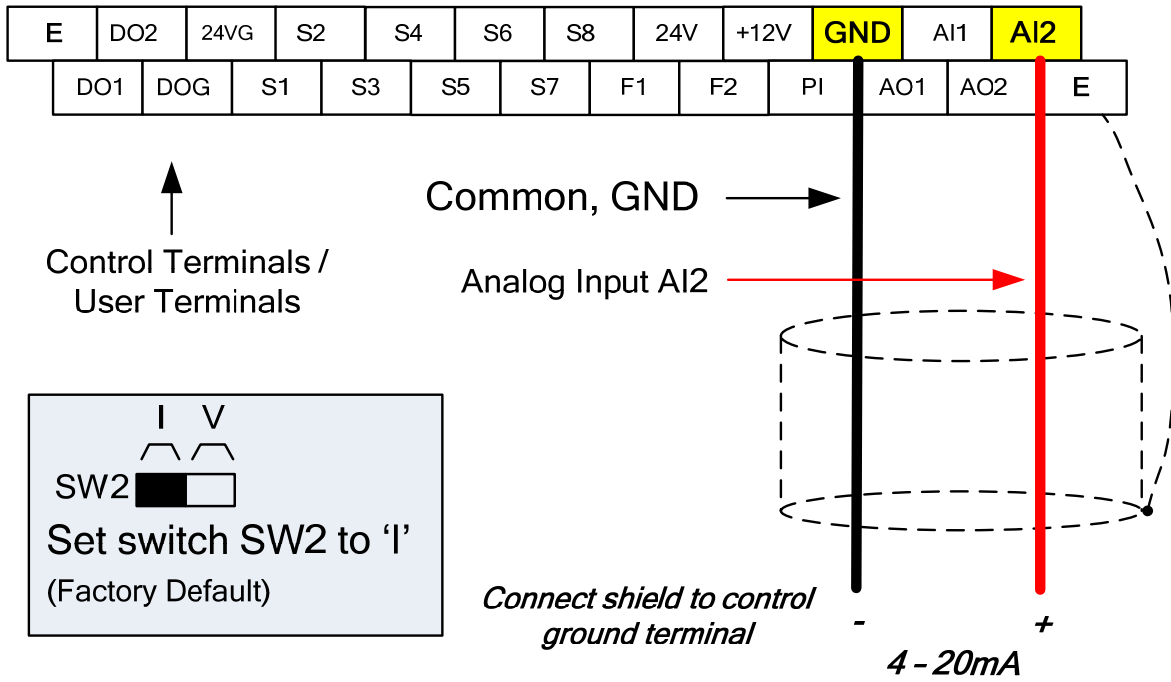 E DO2 24VG S2 S4 S6 S8 24V +12V GND AI1 AI2
DO1 DOG S1 S3 S5 S7 F1 F2 PI AO1 AO2 E
Common, GND
Control Terminals /
User Terminals
Analog Input AI2
I V
SW2
Set switch SW2 to ‘I’
(Factory Default)
Connect shield to control
ground terminal
- +
4 - 20mA